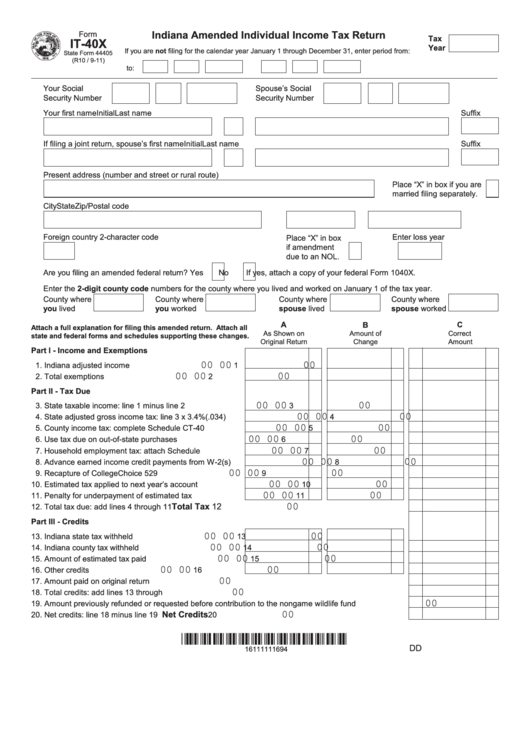 Form
IT-40X
State Form 44405
(R10 / 9-11)
Indiana Amended Individual Income Tax Return
If you are not filing for the calendar year January 1 through December 31, enter period from:
to:
Tax
Year
Your Social
Security Number
Spouse's Social
Security Number
Your first nameInitialLast name
Suffix
If filing a joint return, spouse's first nameInitialLast name
Suffix
Present address (number and street or rural route)
Place "X" in box if you are
married filing separately.
CityStateZip/Postal code
Foreign country 2-character code
Place "X" in box
if amendment
due to an NOL.
Enter loss year
Are you filing an amended federal return? Yes No If yes, attach a copy of your federal Form 1040X.
Enter the 2-digit county code numbers for the county where you lived and worked on January 1 of the tax year.
County where
you lived
County where
you worked
County where
spouse lived
County where
spouse worked
Attach a full explanation for filing this amended return. Attach all
state and federal forms and schedules supporting these changes.
A
As Shown on
Original Return
B
Amount of
Change
C
Correct
Amount
Part I - Income and Exemptions
1. Indiana adjusted income 00 00 1 00
2. Total exemptions 00 00 2 00
Part II - Tax Due
3. State taxable income: line 1 minus line 2 00 00 3 00
4. State adjusted gross income tax: line 3 x 3.4%(.034) 00 00 4 00
5. County income tax: complete Schedule CT-40 00 00 5 00
6. Use tax due on out-of-state purchases 00 00 6 00
7. Household employment tax: attach Schedule 00 00 7 00
8. Advance earned income credit payments from W-2(s) 00 00 8 00
9. Recapture of CollegeChoice 529 00 00 9 00
10. Estimated tax applied to next year's account 00 00 10 00
11. Penalty for underpayment of estimated tax 00 00 11 00
12. Total tax due: add lines 4 through 11Total Tax 12 00
Part III - Credits
13. Indiana state tax withheld 00 00 13 00
14. Indiana county tax withheld 00 00 14 00
15. Amount of estimated tax paid 00 00 15 00
16. Other credits 00 00 16 00
17. Amount paid on original return 00
18. Total credits: add lines 13 through 00
19. Amount previously refunded or requested before contribution to the nongame wildlife fund 00
20. Net credits: line 18 minus line 19 Net Credits20 00
16111111694
DD